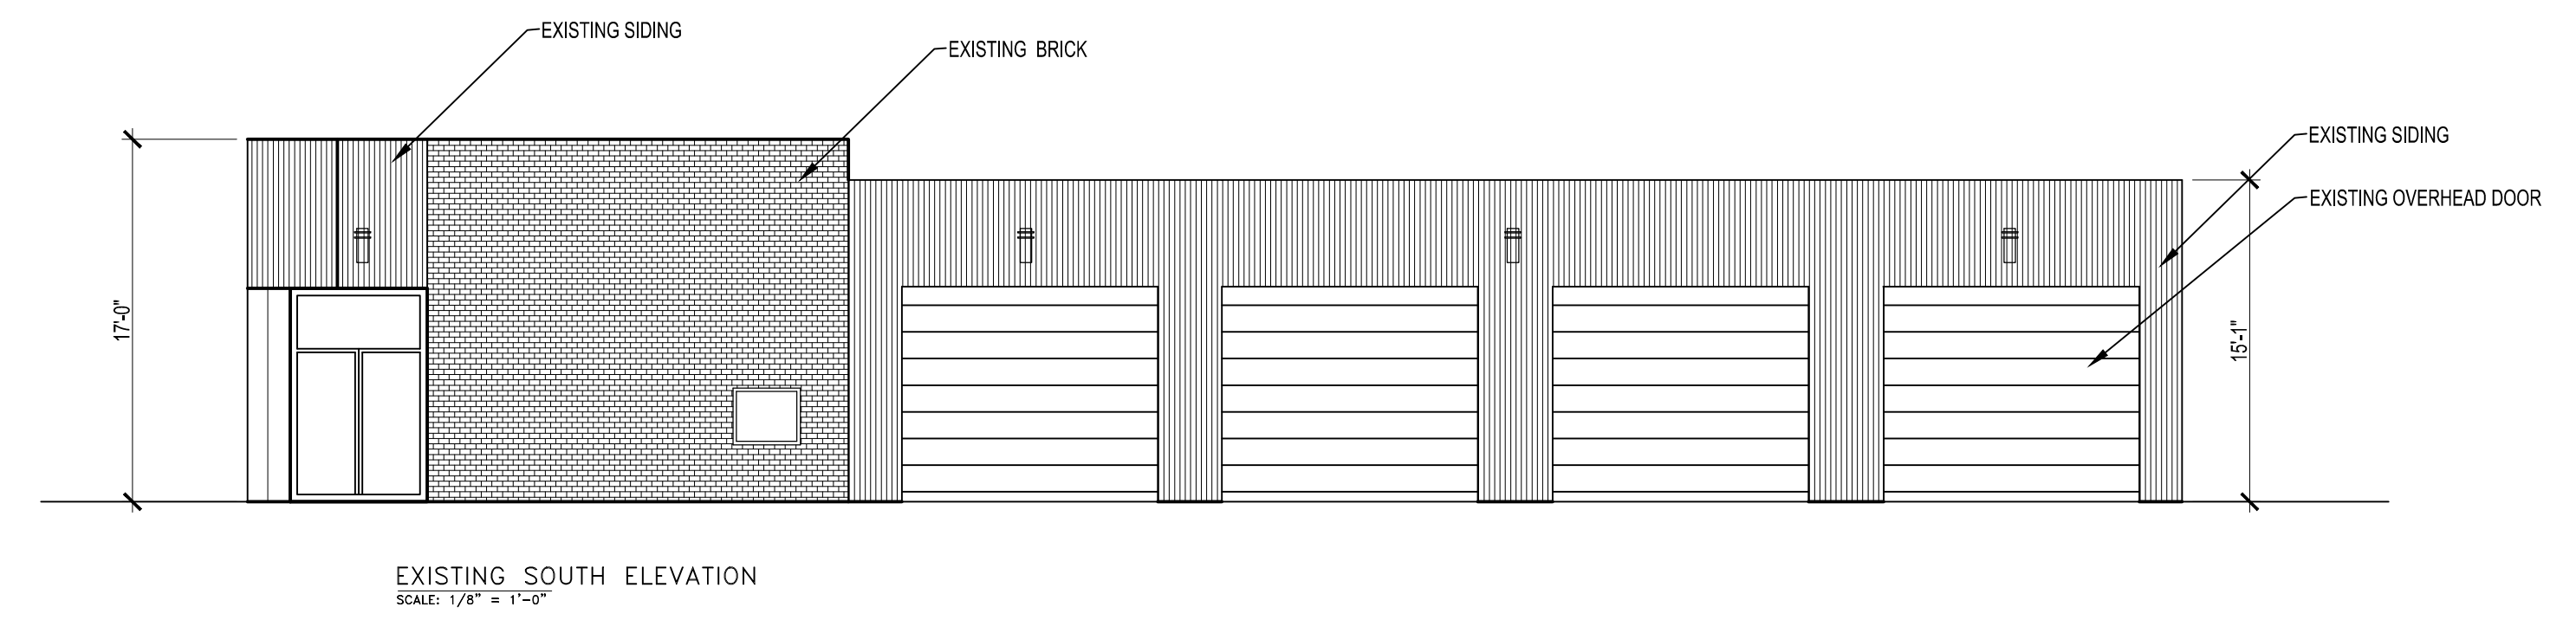 EXISTING SIDING
EXISTING BRICK
EXISTING SIDING
EXISTING OVERHEAD DOOR
17'-0"
15'-1"
EXISTING SOUTH ELEVATION
SCALE: 1/8" = 1'-0"